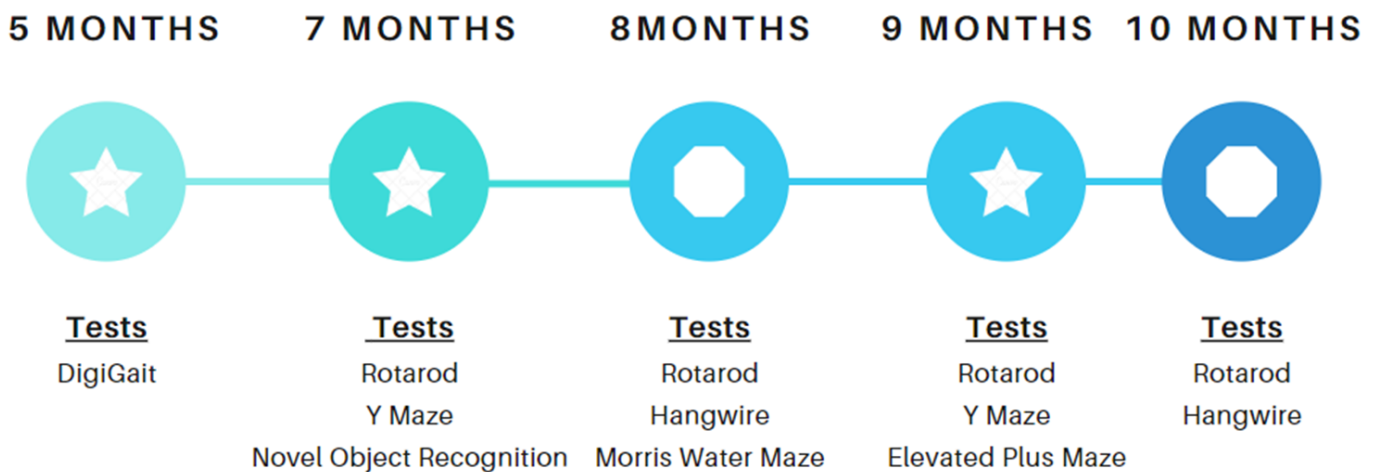 5 MONTHS
7 MONTHS
8MONTHS
9 MONTHS
10 MONTHS
Tests
DigiGait
Tests
Rotarod
Y Maze
Novel Object Recognition
Tests
Rotarod
Hangwire
Morris Water Maze
Tests
Rotarod
Y Maze
Elevated Plus Maze
Tests
Rotarod
Hangwire